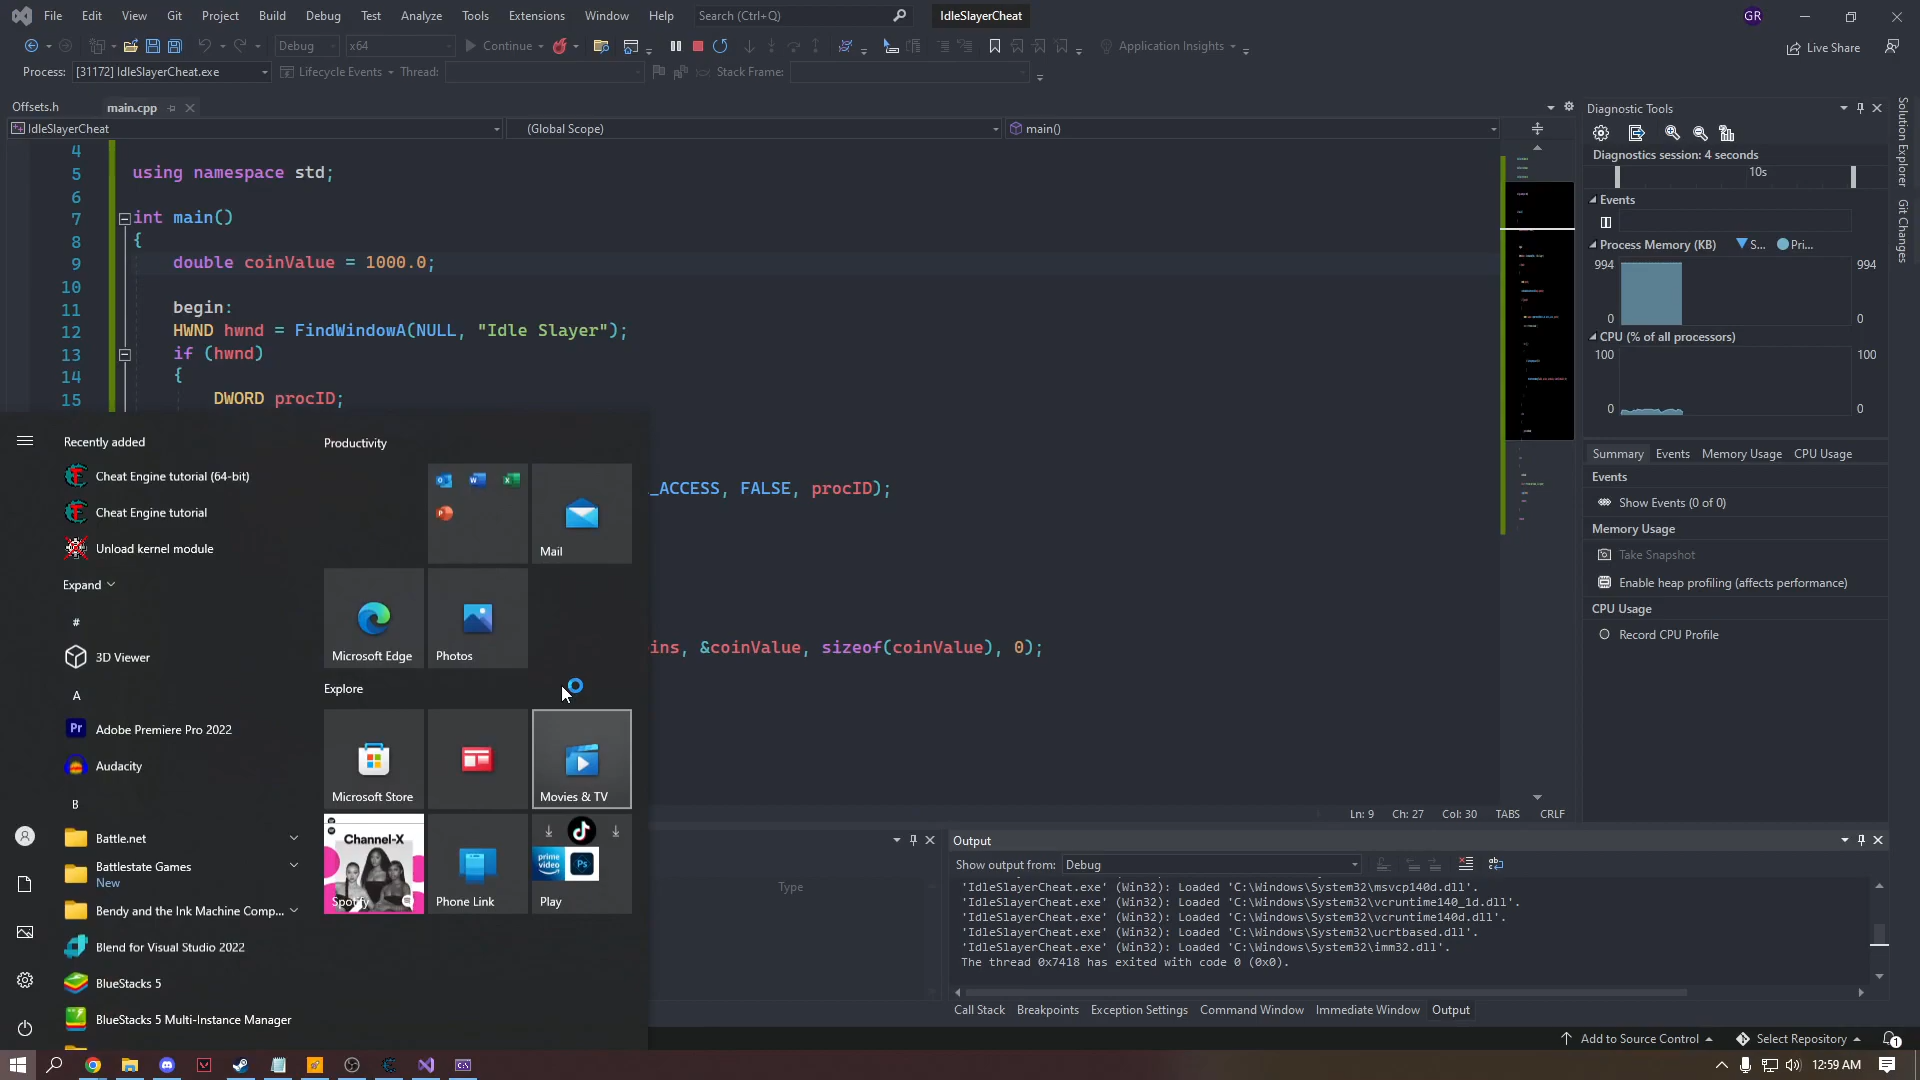 File Edit View Git Project Build Debug Test Analyze Tools Extensions Window Help Search (Ctrl+Q) IdleSlayerCheat GR
Debug x64 Continue Application Insights Live Share
Process: [31172] IdleSlayerCheat.exe Lifecycle Events Thread: Stack Frame:
Offsets.h main.cpp
IdleSlayerCheat (Global Scope) main()
4
5 using namespace std;
6
7 int main()
8 {
9 double coinValue = 1000.0;
10
11 begin:
12 HWND hwnd = FindWindowA(NULL, "Idle Slayer");
13 if (hwnd)
14 {
15 DWORD procID;
_ACCESS, FALSE, procID);
ins, &coinValue, sizeof(coinValue), 0);
Ln: 9 Ch: 27 Col: 30 TABS CRLF
Diagnostic Tools
Diagnostics session: 4 seconds
10s
Events
Process Memory (KB) S... Pri...
994 994
0 0
CPU (% of all processors)
100 100
0 0
Summary Events Memory Usage CPU Usage
Events
Show Events (0 of 0)
Memory Usage
Take Snapshot
Enable heap profiling (affects performance)
CPU Usage
Record CPU Profile
Solution Explorer
Git Changes
Recently added
Cheat Engine tutorial (64-bit)
Cheat Engine tutorial
Unload kernel module
Expand
#
3D Viewer
A
Adobe Premiere Pro 2022
Audacity
B
Battle.net
Battlestate Games
New
Bendy and the Ink Machine Comp...
Blend for Visual Studio 2022
BlueStacks 5
BlueStacks 5 Multi-Instance Manager
Productivity
Mail
Microsoft Edge Photos
Explore
Microsoft Store Movies & TV
Channel-X
prime video Ps
Spotify Phone Link Play
Type
Output
Show output from: Debug
'IdleSlayerCheat.exe' (Win32): Loaded 'C:\Windows\System32\msvcp140d.dll'.
'IdleSlayerCheat.exe' (Win32): Loaded 'C:\Windows\System32\vcruntime140_1d.dll'.
'IdleSlayerCheat.exe' (Win32): Loaded 'C:\Windows\System32\vcruntime140d.dll'.
'IdleSlayerCheat.exe' (Win32): Loaded 'C:\Windows\System32\ucrtbased.dll'.
'IdleSlayerCheat.exe' (Win32): Loaded 'C:\Windows\System32\imm32.dll'.
The thread 0x7418 has exited with code 0 (0x0).
Call Stack Breakpoints Exception Settings Command Window Immediate Window Output
Add to Source Control Select Repository 1
12:59 AM